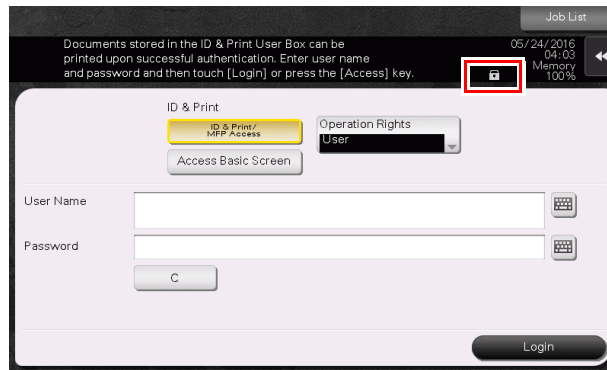 Job List
Documents stored in the ID & Print User Box can be
printed upon successful authentication. Enter user name
and password and then touch [Login] or press the [Access] key.
05/24/2016
04:03
Memory
100%
ID & Print
ID & Print/
MFP Access
Operation Rights
User
Access Basic Screen
User Name
Password
C
Login